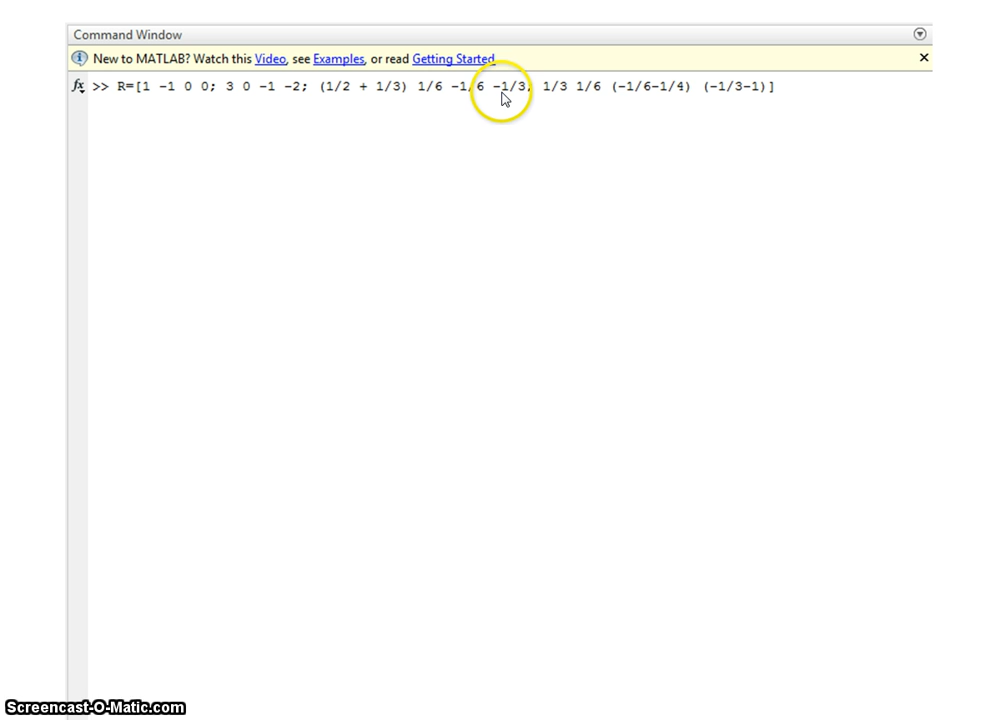 Command Window
New to MATLAB? Watch this Video, see Examples, or read Getting Started.
fx >> R=[1 -1 0 0; 3 0 -1 -2; (1/2 + 1/3) 1/6 -1/6 -1/3; 1/3 1/6 (-1/6-1/4) (-1/3-1)]
Screencast-O-Matic.com